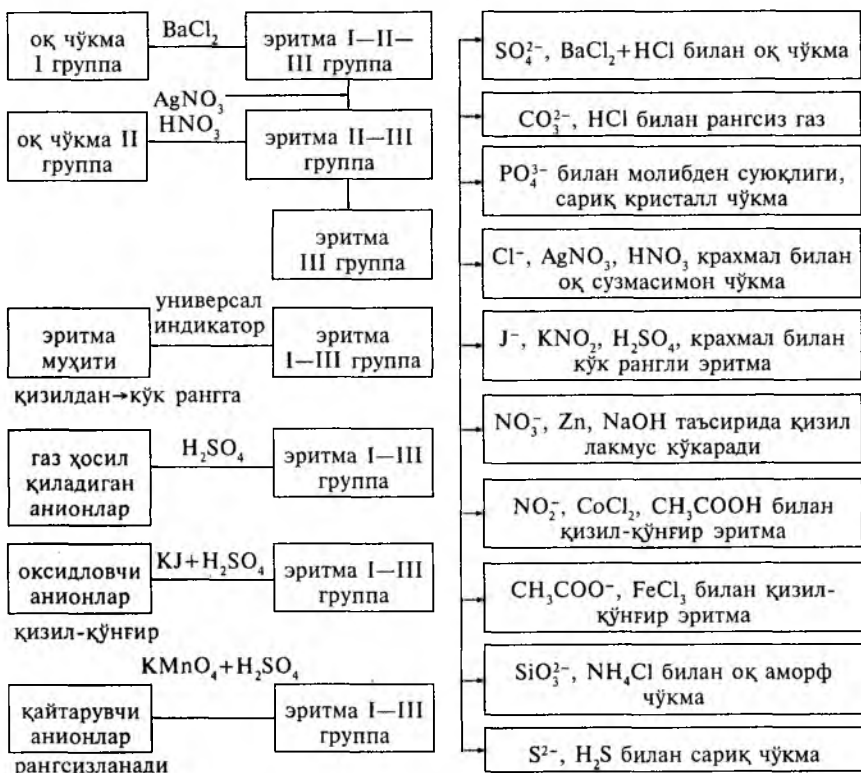 оқ чўкма
I группа
BaCl₂
эритма I—II—
III группа
AgNO₃
HNO₃
оқ чўкма II
группа
эритма II—III
группа
эритма
III группа
универсал
индикатор
эритма
муҳити
эритма
I—III группа
қизилдан→кўк рангга
газ ҳосил
қиладиган
анионлар
H₂SO₄
эритма I—III
группа
оксидловчи
анионлар
KJ+H₂SO₄
эритма I—III
группа
қизил-қўнғир
KMnO₄+H₂SO₄
қайтарувчи
анионлар
эритма I—III
группа
рангсизланади
SO₄²⁻, BaCl₂+HCl билан оқ чўкма
CO₃²⁻, HCl билан рангсиз газ
PO₄³⁻ билан молибден суюқлиги,
сариқ кристалл чўкма
Cl⁻, AgNO₃, HNO₃ крахмал билан
оқ сузмасимон чўкма
J⁻, KNO₂, H₂SO₄, крахмал билан
кўк рангли эритма
NO₃⁻, Zn, NaOH таъсирида қизил
лакмус кўкаради
NO₂⁻, CoCl₂, CH₃COOH билан
қизил-қўнғир эритма
CH₃COO⁻, FeCl₃ билан қизил-
қўнғир эритма
SiO₃²⁻, NH₄Cl билан оқ аморф
чўкма
S²⁻, H₂S билан сариқ чўкма